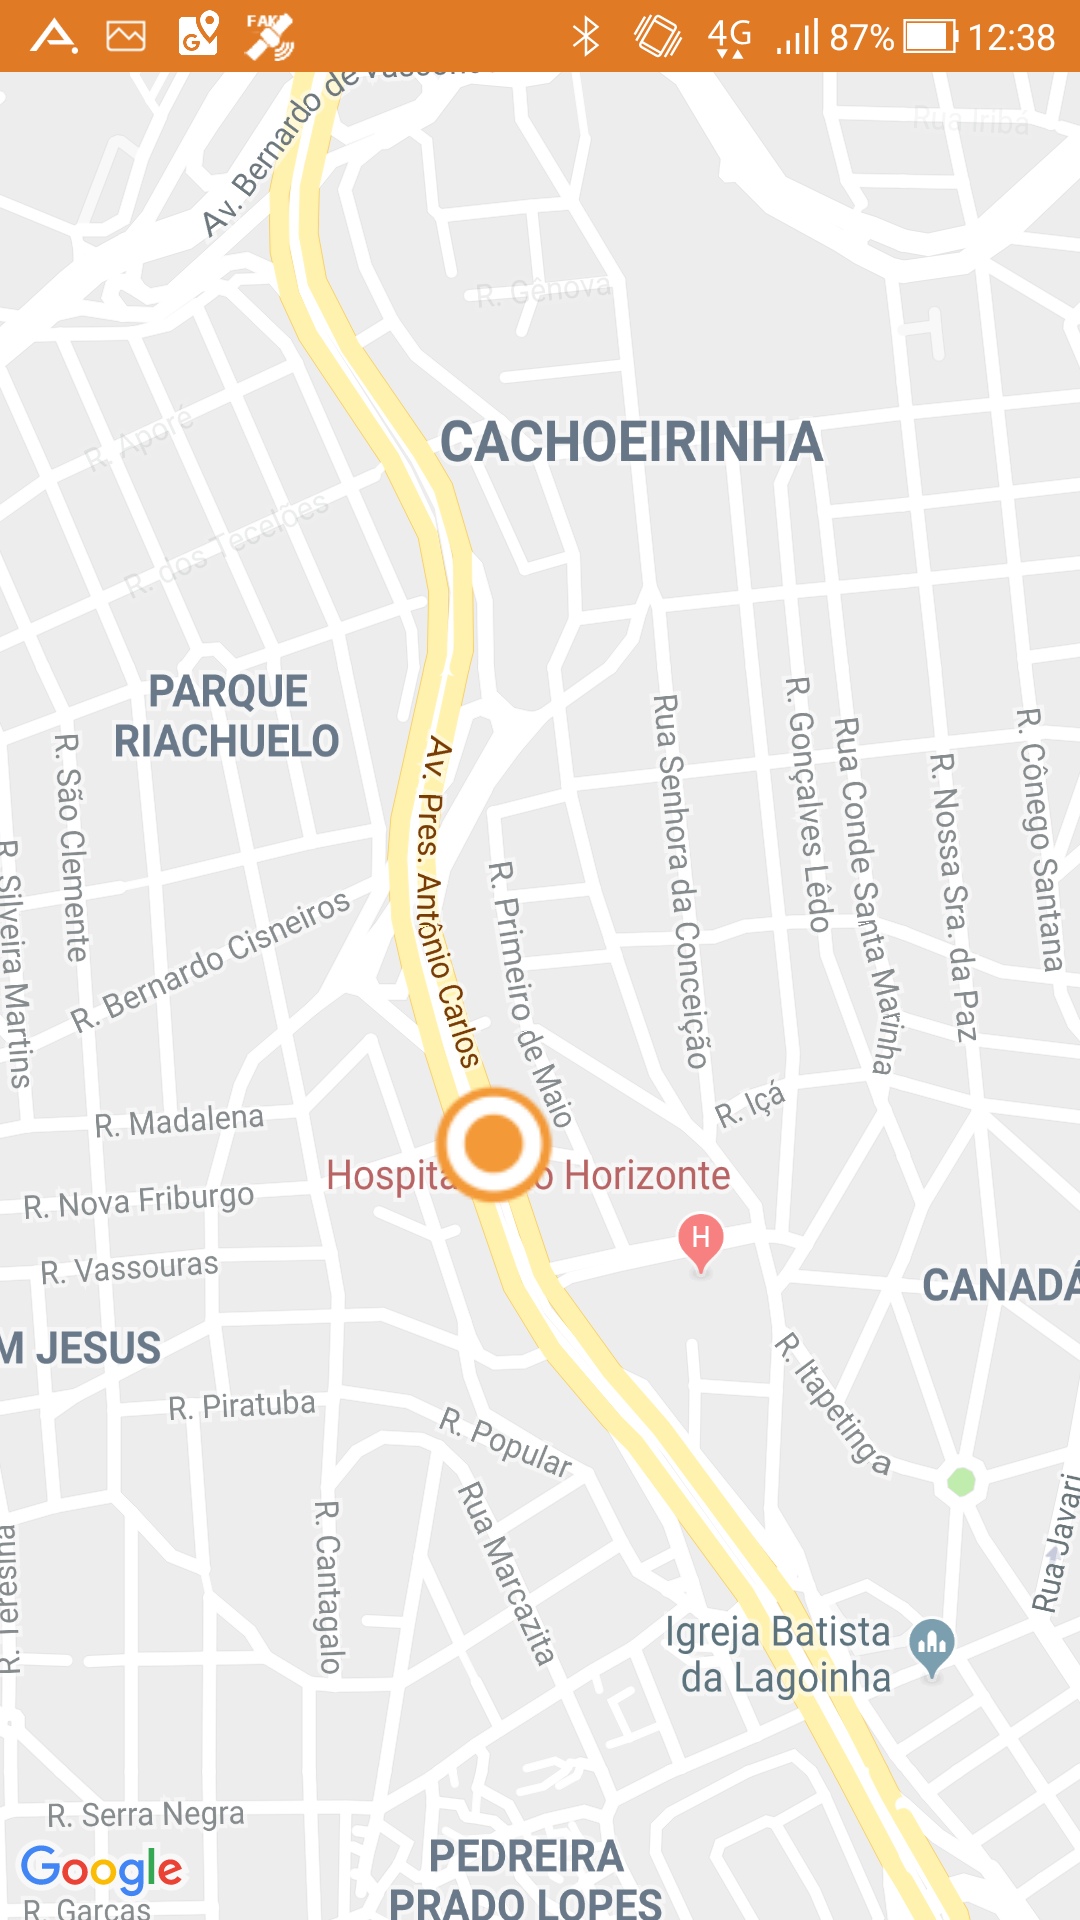 FAKE
4G
87%
12:38
Av. Bernardo de
Rua Iribá
R. Gênova
CACHOEIRINHA
R. Aporé
R. dos Tecelões
PARQUE
RIACHUELO
R. São Clemente
R. Silveira Martins
Av. Pres. Antônio Carlos
R. Primeiro de Maio
Rua Senhora da Conceição
R. Gonçalves Lêdo
Rua Conde Santa Marinha
R. Nossa Sra. da Paz
R. Cônego Santana
R. Bernardo Cisneiros
R. Madalena
R. Içá
Hospita o Horizonte
H
R. Nova Friburgo
R. Vassouras
CANADÁ
M JESUS
R. Piratuba
R. Popular
R. Itapetinga
Rua Marcazita
R. Cantagalo
R. Teresina
Rua Javari
Igreja Batista
da Lagoinha
R. Serra Negra
Google
PEDREIRA
PRADO LOPES
R. Garças